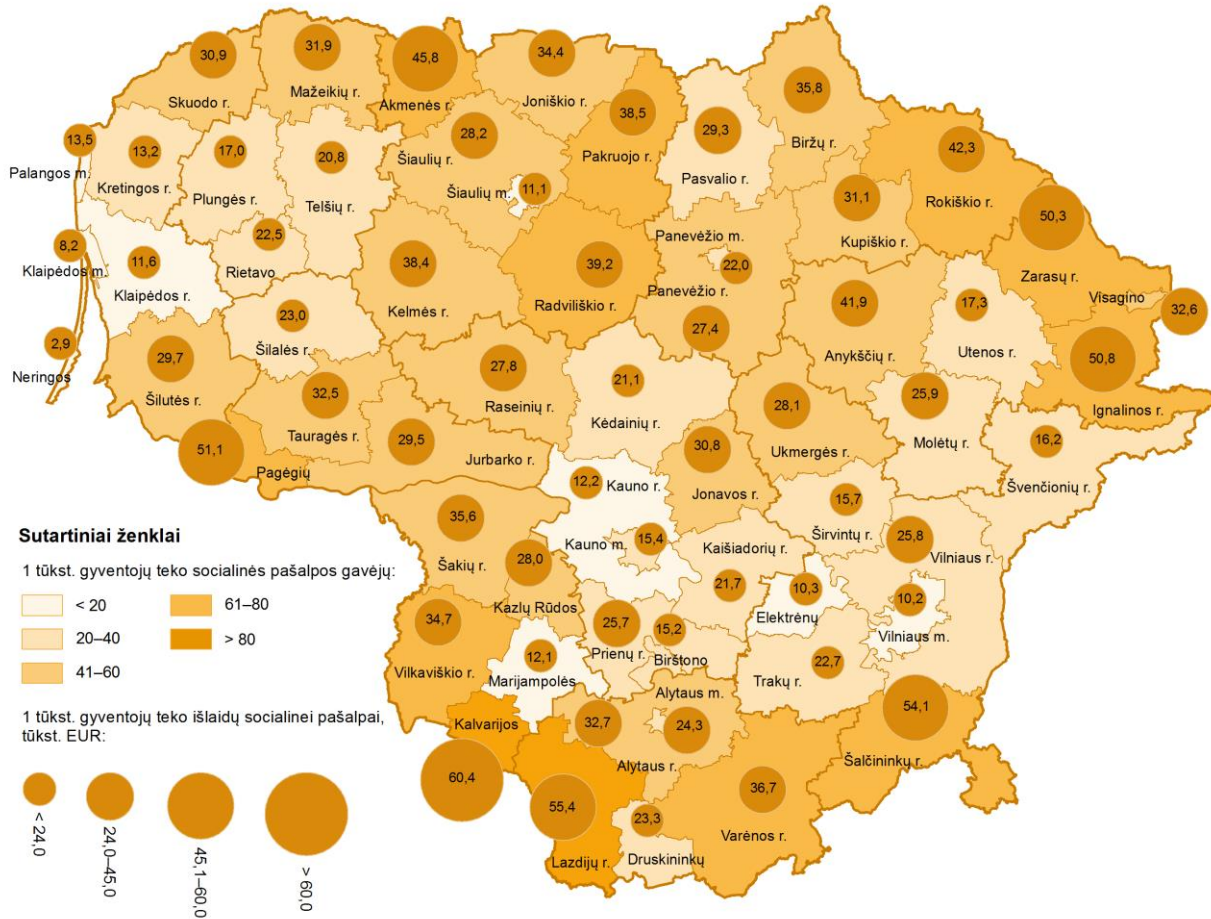 30,9
Skuodo r.
31,9
Mažeikių r.
45,8
Akmenės r.
34,4
Joniškio r.
38,5
Pakruojo r.
29,3
Pasvalio r.
35,8
Biržų r.
42,3
Rokiškio r.
13,5
Palangos m.
13,2
Kretingos r.
17,0
Plungės r.
20,8
Telšių r.
28,2
Šiaulių r.
Šiaulių m.
11,1
31,1
Kupiškio r.
50,3
Zarasų r.
Visagino
32,6
8,2
Klaipėdos m.
11,6
Klaipėdos r.
22,5
Rietavo
38,4
Kelmės r.
39,2
Radviliškio r.
Panevėžio m.
22,0
Panevėžio r.
27,4
41,9
Anykščių r.
17,3
Utenos r.
50,8
Ignalinos r.
2,9
Neringos
29,7
Šilutės r.
23,0
Šilalės r.
32,5
Tauragės r.
27,8
Raseinių r.
21,1
Kėdainių r.
28,1
Ukmergės r.
25,9
Molėtų r.
16,2
Švenčionių r.
51,1
Pagėgių
29,5
Jurbarko r.
12,2
Kauno r.
30,8
Jonavos r.
15,7
Širvintų r.
25,8
Vilniaus r.
35,6
Šakių r.
28,0
Kazlų Rūdos
Kauno m.
15,4
Kaišiadorių r.
21,7
10,3
Elektrėnų
10,2
Vilniaus m.
34,7
Vilkaviškio r.
12,1
Marijampolės
25,7
Prienų r.
15,2
Birštono
22,7
Trakų r.
Kalvarijos
60,4
32,7
Alytaus m.
24,3
Alytaus r.
54,1
Šalčininkų r.
55,4
Lazdijų r.
23,3
Druskininkų
36,7
Varėnos r.
Sutartiniai ženklai
1 tūkst. gyventojų teko socialinės pašalpos gavėjų:
< 20
20–40
41–60
61–80
> 80
1 tūkst. gyventojų teko išlaidų socialinei pašalpai,
tūkst. EUR:
< 24,0
24,0–45,0
45,1–60,0
> 60,0